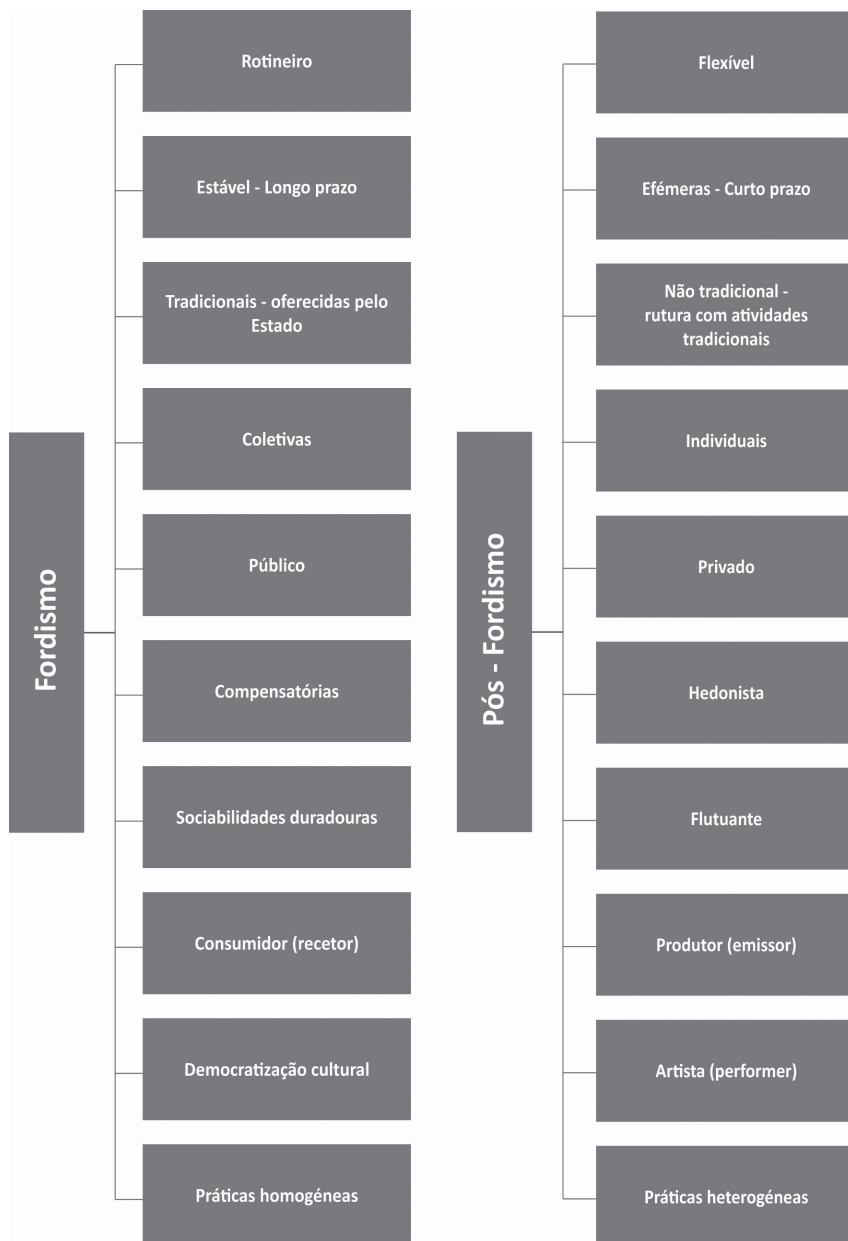 Fordismo
Rotineiro
Estável - Longo prazo
Tradicionais - oferecidas pelo
Estado
Coletivas
Público
Compensatórias
Sociabilidades duradouras
Consumidor (recetor)
Democratização cultural
Práticas homogéneas
Pós - Fordismo
Flexível
Efémeras - Curto prazo
Não tradicional -
rutura com atividades
tradicionais
Individuais
Privado
Hedonista
Flutuante
Produtor (emissor)
Artista (performer)
Práticas heterogéneas